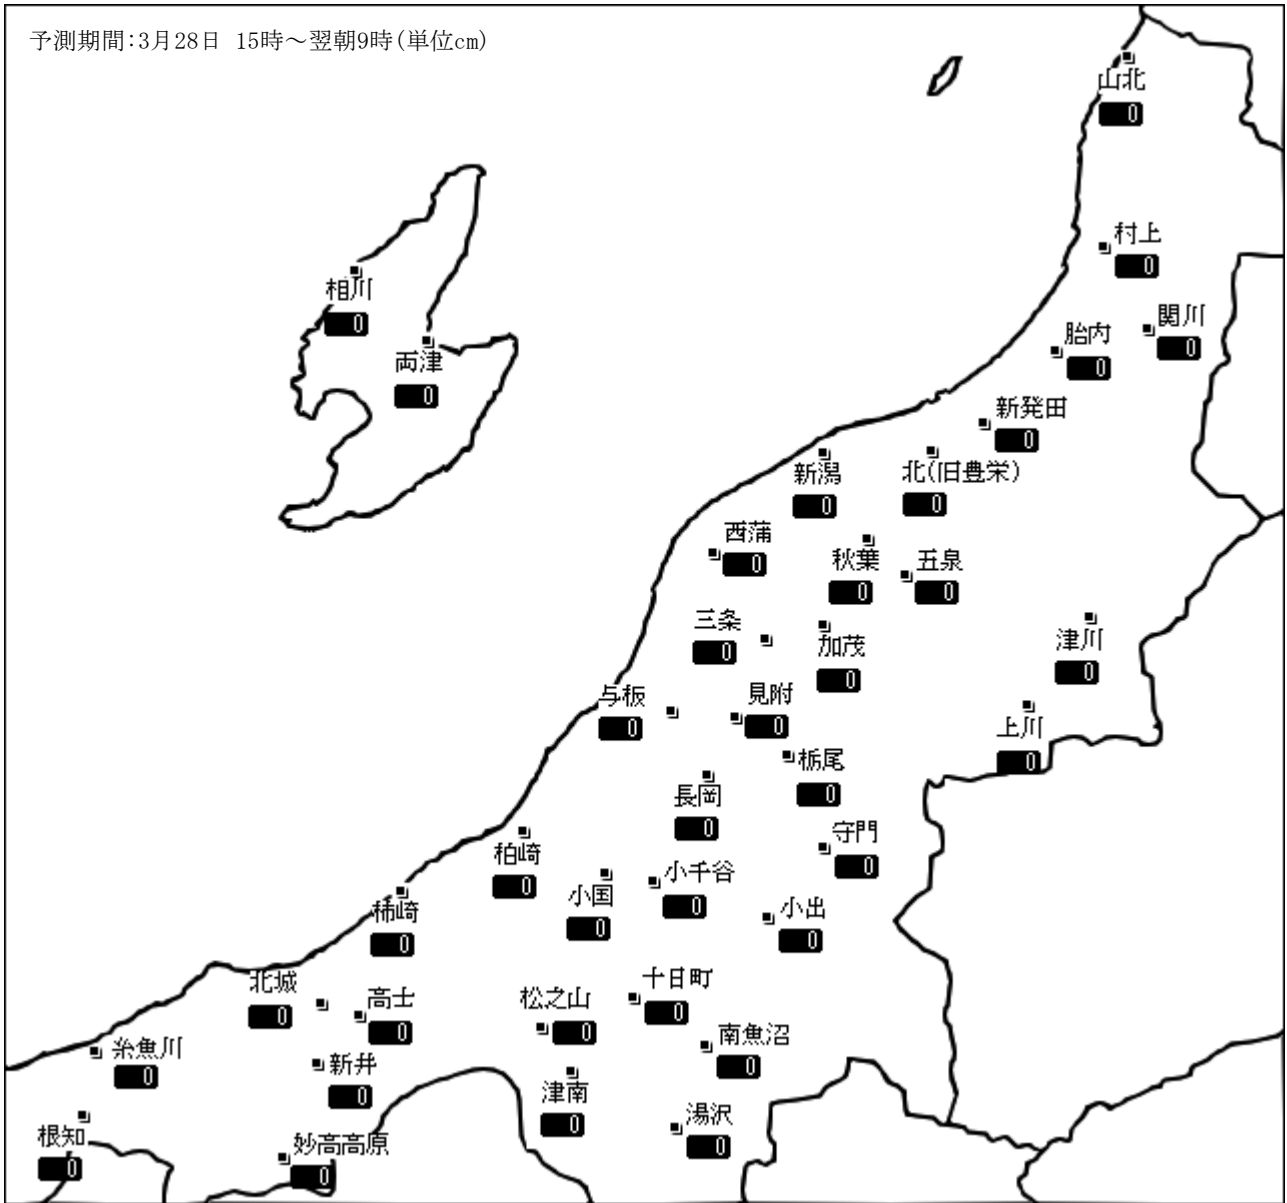 予測期間:3月28日 15時～翌朝9時(単位cm)
山北
0
村上
0
相川
0
関川
0
胎内
0
両津
0
新発田
0
新潟
0
北(旧豊栄)
0
西蒲
0
秋葉
0
五泉
0
三条
0
加茂
0
津川
0
与板
0
見附
0
上川
0
栃尾
0
長岡
0
守門
0
柏崎
0
小国
0
小千谷
0
小出
0
柿崎
0
北城
0
高士
0
松之山
0
十日町
0
南魚沼
0
糸魚川
0
新井
0
津南
0
湯沢
0
根知
0
妙高高原
0